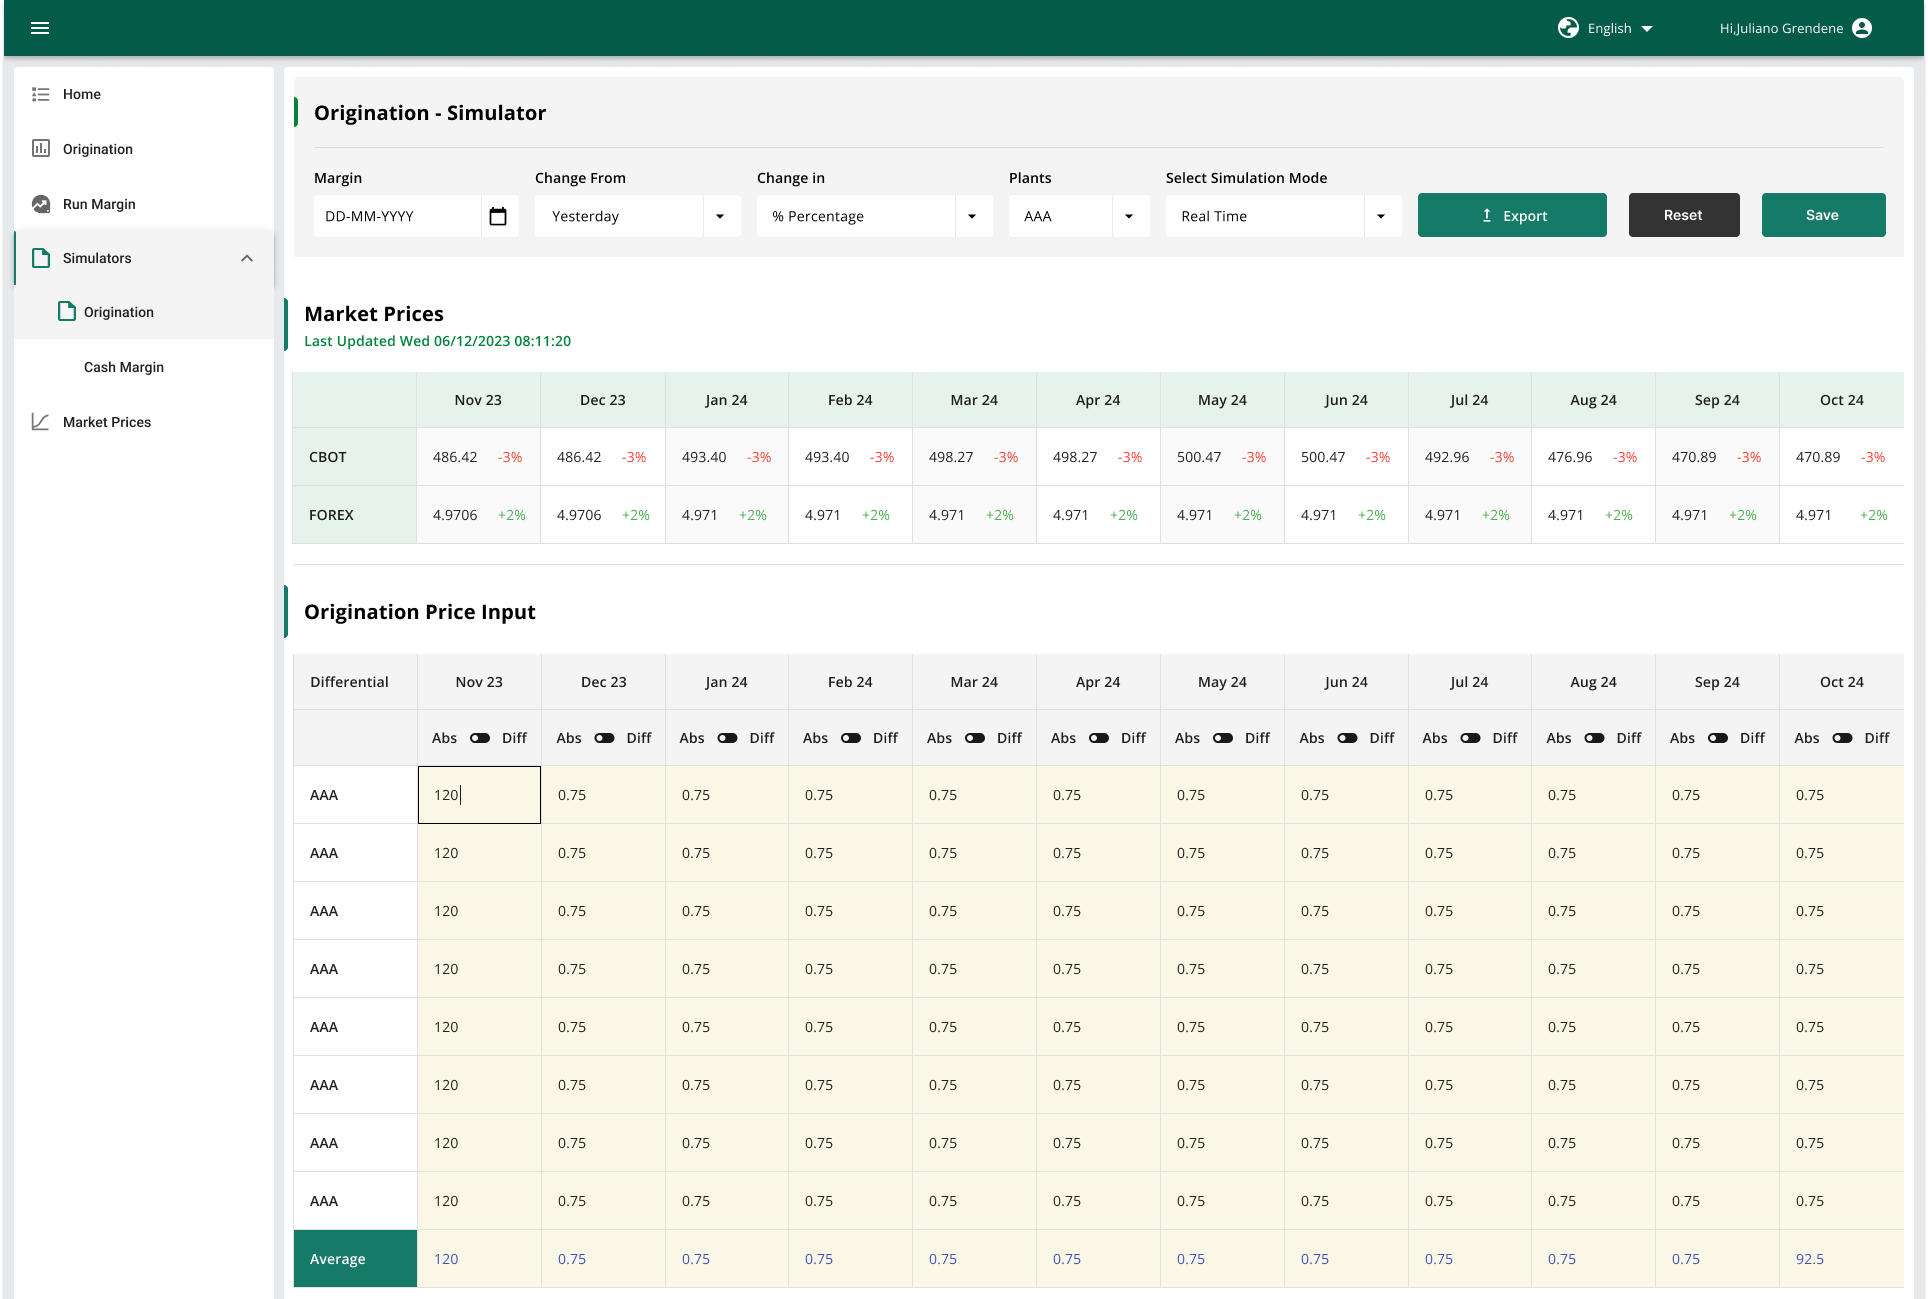 English
Hi,Juliano Grendene
Home
Origination
Run Margin
Simulators
Origination
Cash Margin
Market Prices
Origination - Simulator
Margin Change From Change in Plants Select Simulation Mode
DD-MM-YYYY Yesterday % Percentage AAA Real Time Export Reset Save
Market Prices
Last Updated Wed 06/12/2023 08:11:20
Nov 23 Dec 23 Jan 24 Feb 24 Mar 24 Apr 24 May 24 Jun 24 Jul 24 Aug 24 Sep 24 Oct 24
CBOT 486.42 -3% 486.42 -3% 493.40 -3% 493.40 -3% 498.27 -3% 498.27 -3% 500.47 -3% 500.47 -3% 492.96 -3% 476.96 -3% 470.89 -3% 470.89 -3%
FOREX 4.9706 +2% 4.9706 +2% 4.971 +2% 4.971 +2% 4.971 +2% 4.971 +2% 4.971 +2% 4.971 +2% 4.971 +2% 4.971 +2% 4.971 +2% 4.971 +2%
Origination Price Input
Differential Nov 23 Dec 23 Jan 24 Feb 24 Mar 24 Apr 24 May 24 Jun 24 Jul 24 Aug 24 Sep 24 Oct 24
Abs Diff Abs Diff Abs Diff Abs Diff Abs Diff Abs Diff Abs Diff Abs Diff Abs Diff Abs Diff Abs Diff Abs Diff
AAA 120 0.75 0.75 0.75 0.75 0.75 0.75 0.75 0.75 0.75 0.75 0.75
AAA 120 0.75 0.75 0.75 0.75 0.75 0.75 0.75 0.75 0.75 0.75 0.75
AAA 120 0.75 0.75 0.75 0.75 0.75 0.75 0.75 0.75 0.75 0.75 0.75
AAA 120 0.75 0.75 0.75 0.75 0.75 0.75 0.75 0.75 0.75 0.75 0.75
AAA 120 0.75 0.75 0.75 0.75 0.75 0.75 0.75 0.75 0.75 0.75 0.75
AAA 120 0.75 0.75 0.75 0.75 0.75 0.75 0.75 0.75 0.75 0.75 0.75
AAA 120 0.75 0.75 0.75 0.75 0.75 0.75 0.75 0.75 0.75 0.75 0.75
AAA 120 0.75 0.75 0.75 0.75 0.75 0.75 0.75 0.75 0.75 0.75 0.75
Average 120 0.75 0.75 0.75 0.75 0.75 0.75 0.75 0.75 0.75 0.75 92.5